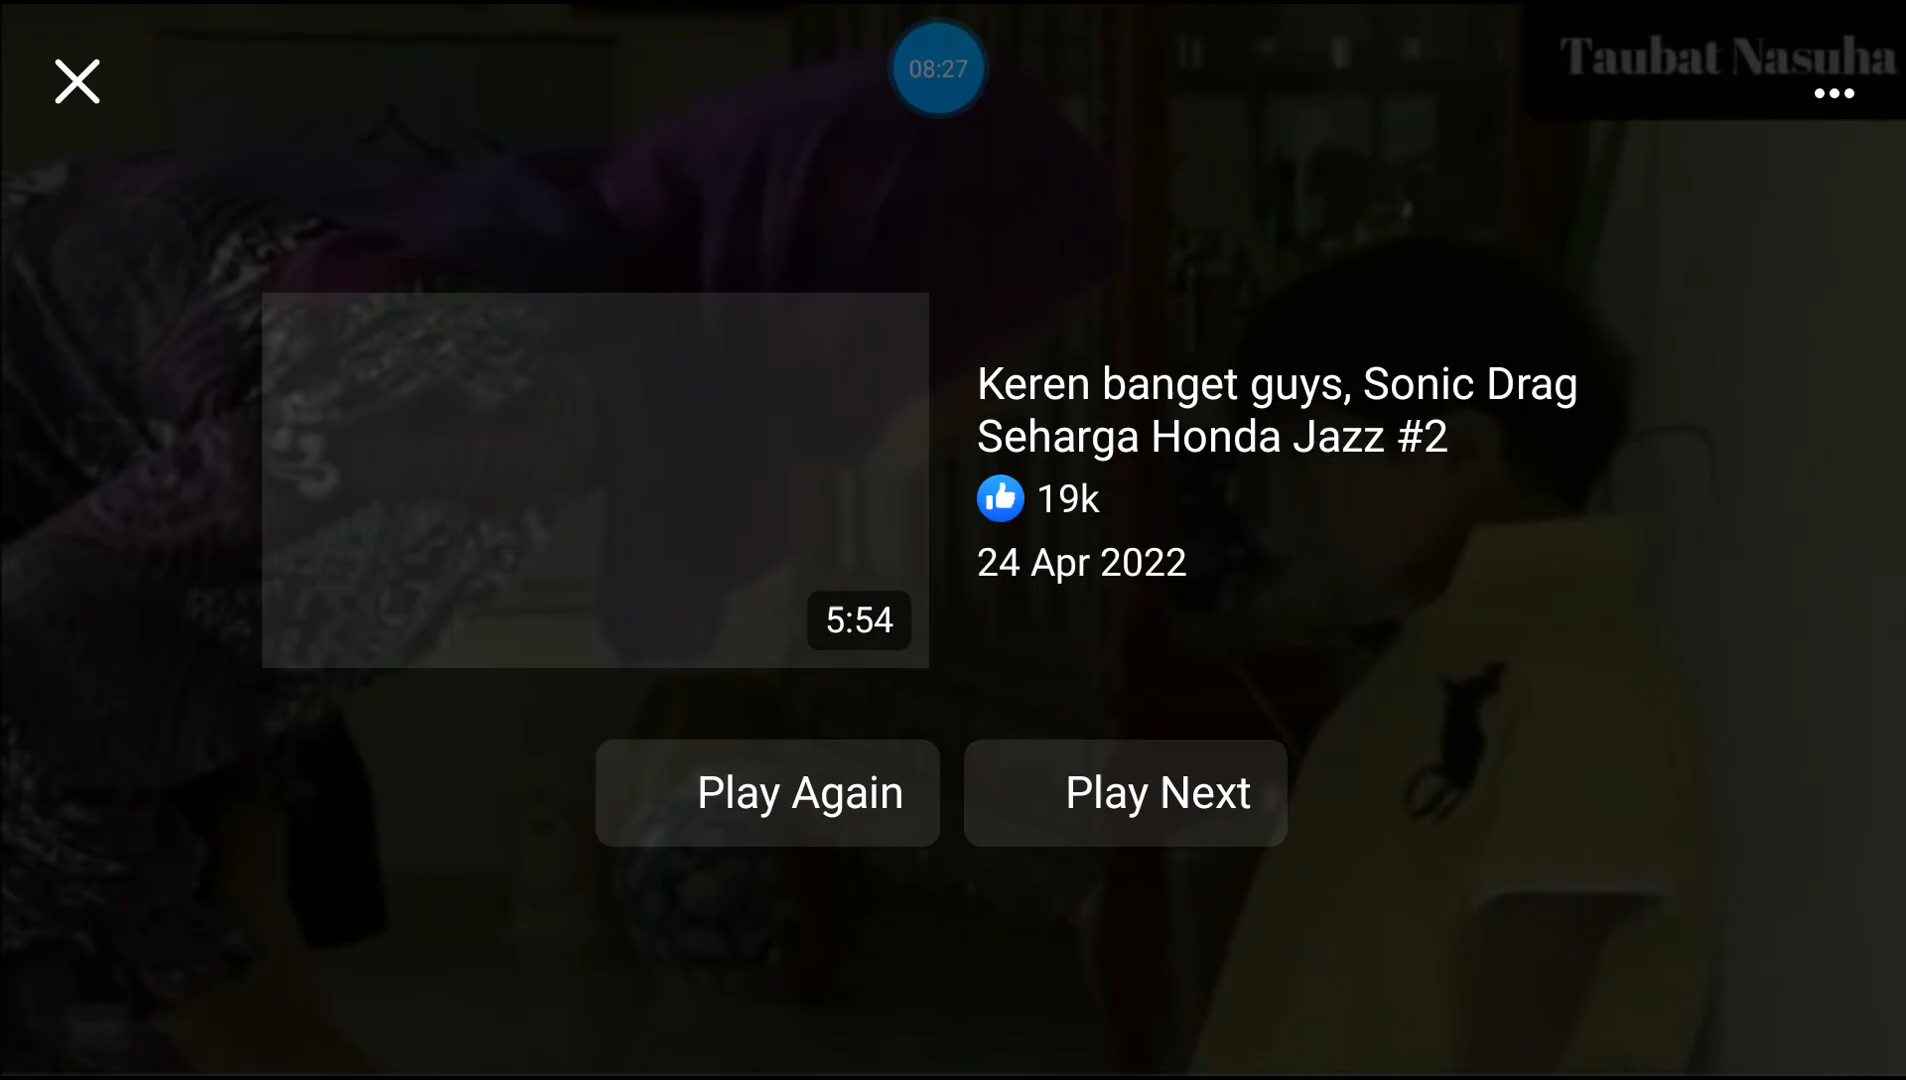 08:27
Taubat Nasuha
Keren banget guys, Sonic Drag
Seharga Honda Jazz #2
19k
24 Apr 2022
5:54
Play Again
Play Next